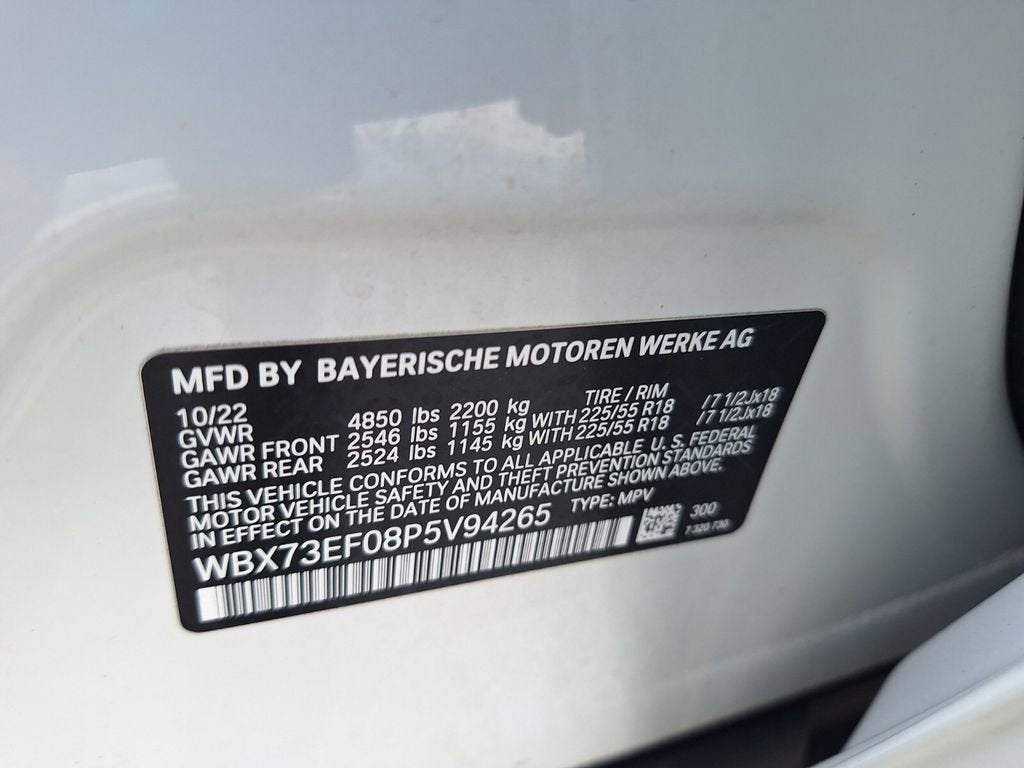 MFD BY BAYERISCHE MOTOREN WERKE AG
10/22 TIRE / RIM
GVWR 4850 lbs 2200 kg
GAWR FRONT 2546 lbs 1155 kg WITH 225/55 R18 /7 1/2Jx18
GAWR REAR 2524 lbs 1145 kg WITH 225/55 R18 /7 1/2Jx18
THIS VEHICLE CONFORMS TO ALL APPLICABLE U.S. FEDERAL
MOTOR VEHICLE SAFETY AND THEFT PREVENTION STANDARDS
IN EFFECT ON THE DATE OF MANUFACTURE SHOWN ABOVE.
WBX73EF08P5V94265 TYPE: MPV 300
7.320.730